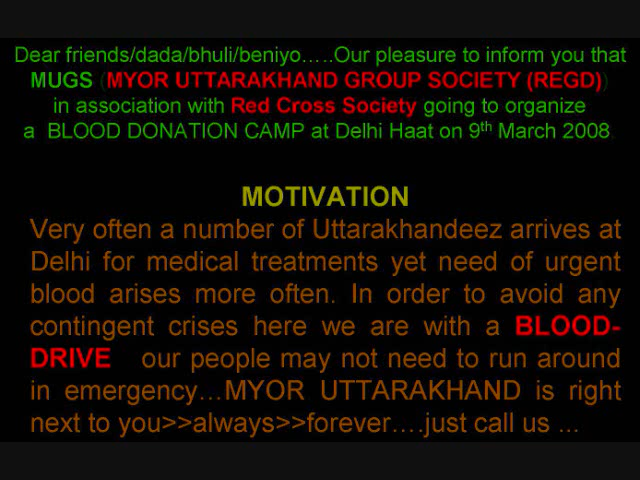 Dear friends/dada/bhuli/beniyo…..Our pleasure to inform you that
MUGS (MYOR UTTARAKHAND GROUP SOCIETY (REGD))
in association with Red Cross Society going to organize
a BLOOD DONATION CAMP at Delhi Haat on 9th March 2008
MOTIVATION
Very often a number of Uttarakhandeez arrives at
Delhi for medical treatments yet need of urgent
blood arises more often. In order to avoid any
contingent crises here we are with a BLOOD-
DRIVE our people may not need to run around
in emergency…MYOR UTTARAKHAND is right
next to you>>always>>forever….just call us ...